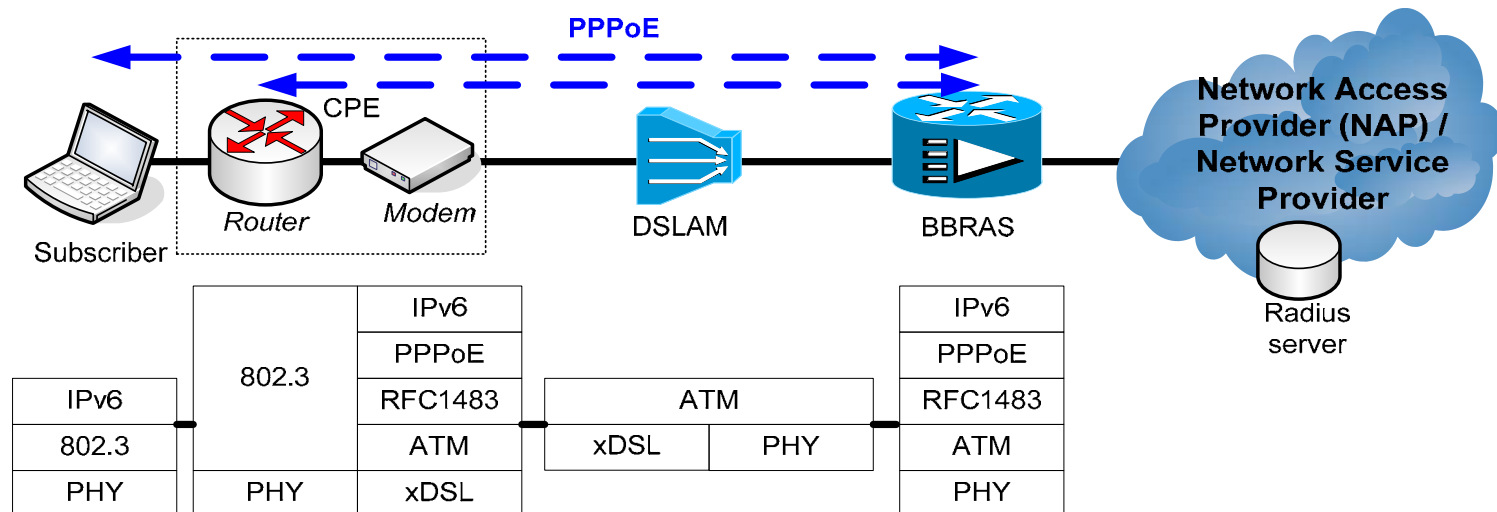 PPPoE
CPE
Router
Modem
Subscriber
DSLAM
BBRAS
Network Access
Provider (NAP) /
Network Service
Provider
Radius
server
IPv6
802.3
PHY
802.3
PHY
IPv6
PPPoE
RFC1483
ATM
xDSL
ATM
xDSL
PHY
IPv6
PPPoE
RFC1483
ATM
PHY